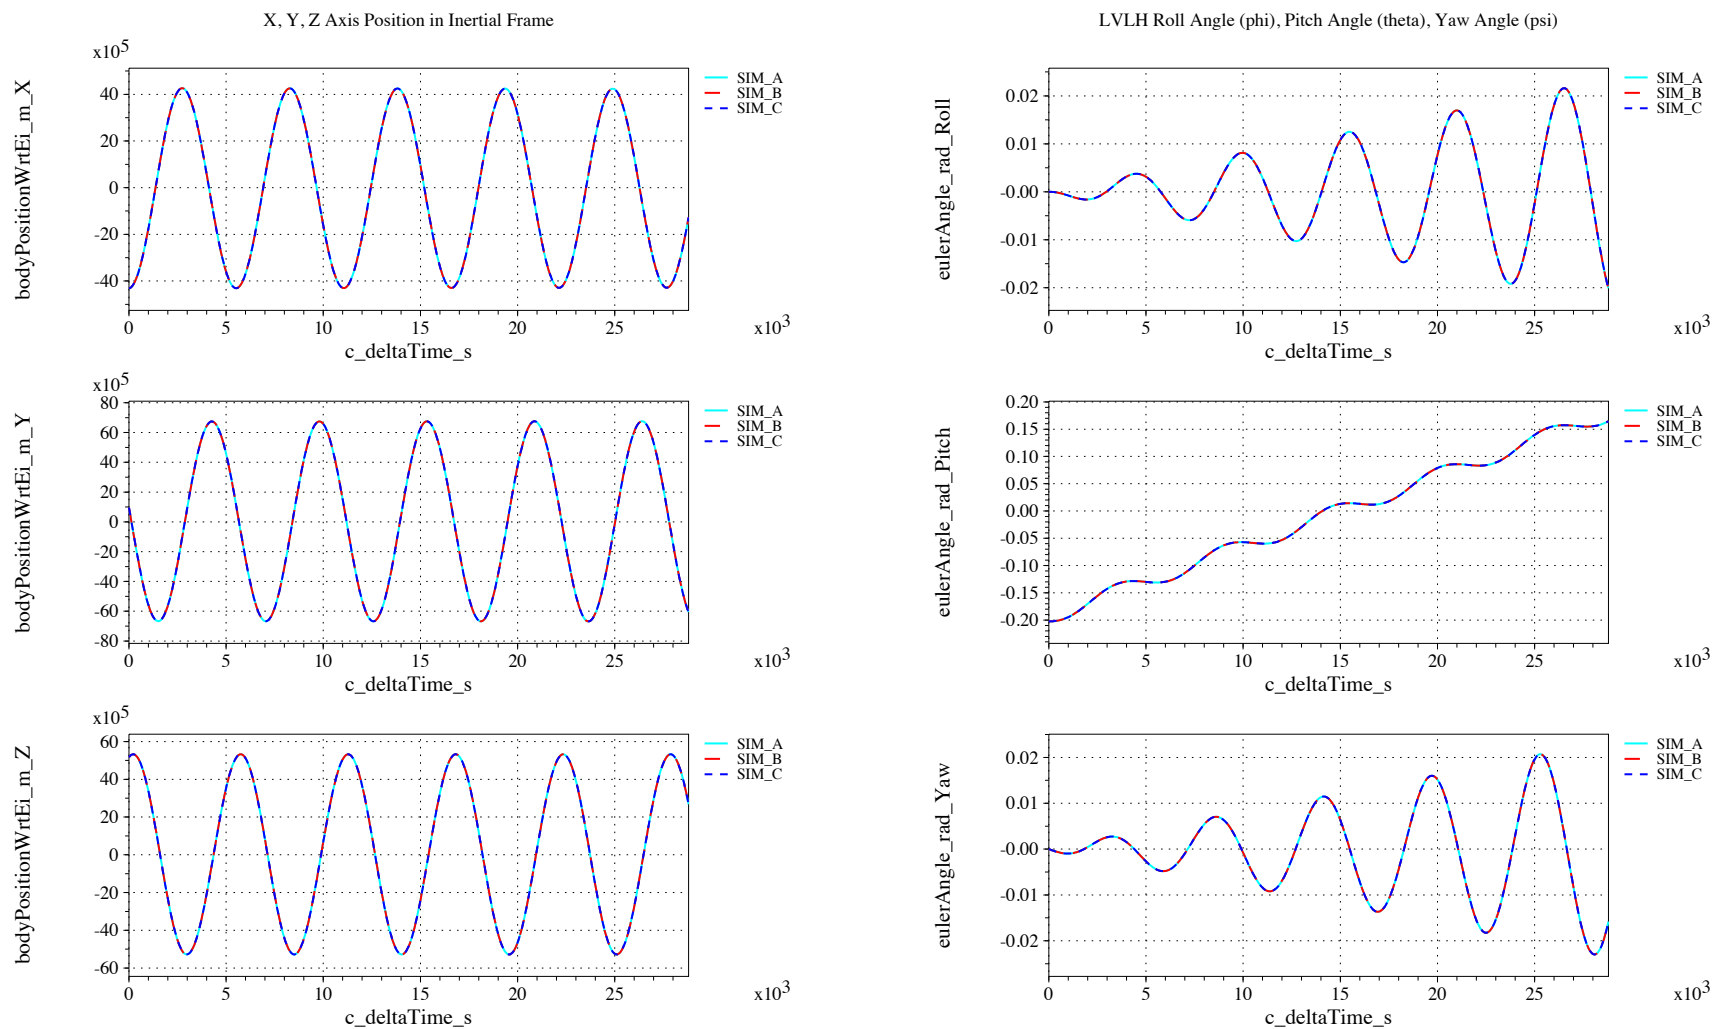 X, Y, Z Axis Position in Inertial Frame
x10^5
bodyPositionWrtEi_m_X
40
20
0
-20
-40
0 5 10 15 20 25
x10^3
c_deltaTime_s
SIM_A
SIM_B
SIM_C
x10^5
bodyPositionWrtEi_m_Y
80
60
40
20
0
-20
-40
-60
-80
0 5 10 15 20 25
x10^3
c_deltaTime_s
SIM_A
SIM_B
SIM_C
x10^5
bodyPositionWrtEi_m_Z
60
40
20
0
-20
-40
-60
0 5 10 15 20 25
x10^3
c_deltaTime_s
SIM_A
SIM_B
SIM_C
LVLH Roll Angle (phi), Pitch Angle (theta), Yaw Angle (psi)
eulerAngle_rad_Roll
0.02
0.01
-0.00
-0.01
-0.02
0 5 10 15 20 25
x10^3
c_deltaTime_s
SIM_A
SIM_B
SIM_C
eulerAngle_rad_Pitch
0.20
0.15
0.10
0.05
0.00
-0.05
-0.10
-0.15
-0.20
0 5 10 15 20 25
x10^3
c_deltaTime_s
SIM_A
SIM_B
SIM_C
eulerAngle_rad_Yaw
0.02
0.01
-0.00
-0.01
-0.02
0 5 10 15 20 25
x10^3
c_deltaTime_s
SIM_A
SIM_B
SIM_C